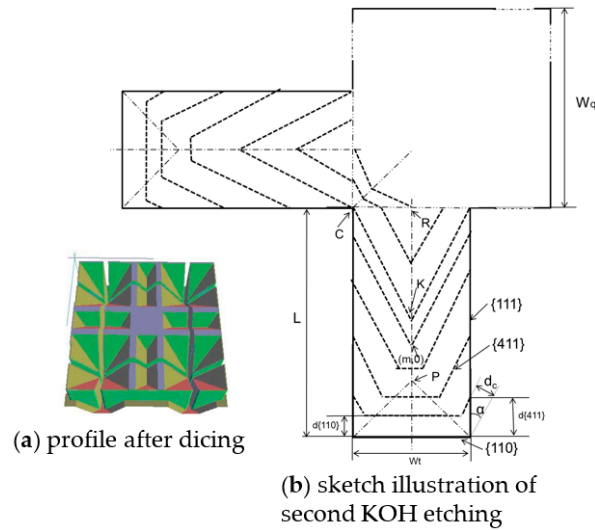 Wq
C
R
L
K
{111}
(m,0)
{411}
P
dc
α
d{110}
d{411}
{110}
Wt
(a) profile after dicing
(b) sketch illustration of
second KOH etching